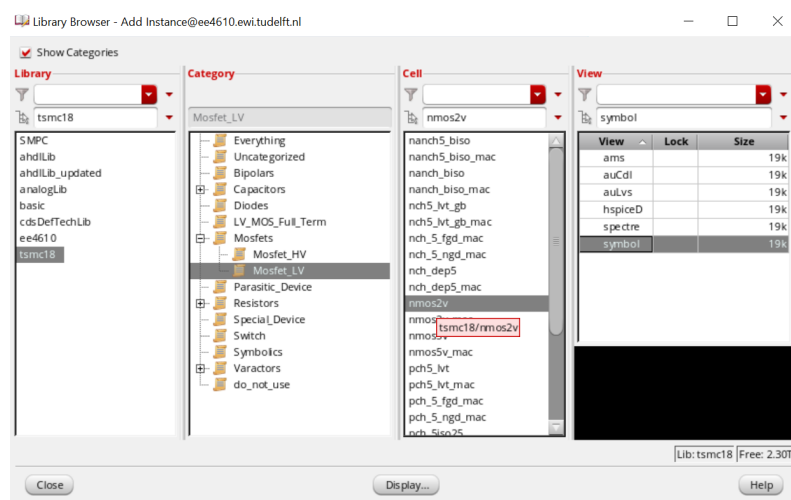 Library Browser - Add Instance@ee4610.ewi.tudelft.nl
Show Categories
Library
tsmc18
SMPC
ahdlLib
ahdlLib_updated
analogLib
basic
cdsDefTechLib
ee4610
tsmc18
Category
Mosfet_LV
Everything
Uncategorized
Bipolars
Capacitors
Diodes
LV_MOS_Full_Term
Mosfets
Mosfet_HV
Mosfet_LV
Parasitic_Device
Resistors
Special_Device
Switch
Symbolics
Varactors
do_not_use
Cell
nmos2v
nanch5_biso
nanch5_biso_mac
nanch_biso
nanch_biso_mac
nch5_lvt_gb
nch5_lvt_gb_mac
nch_5_fgd_mac
nch_5_ngd_mac
nch_dep5
nch_dep5_mac
nmos2v
tsmc18/nmos2v
nmos5v_mac
pch5_lvt
pch5_lvt_mac
pch_5_fgd_mac
pch_5_ngd_mac
pch_5iso25
View
symbol
View Lock Size
ams 19k
auCdl 19k
auLvs 19k
hspiceD 19k
spectre 19k
symbol 19k
Lib: tsmc18 Free: 2.30T
Close Display... Help